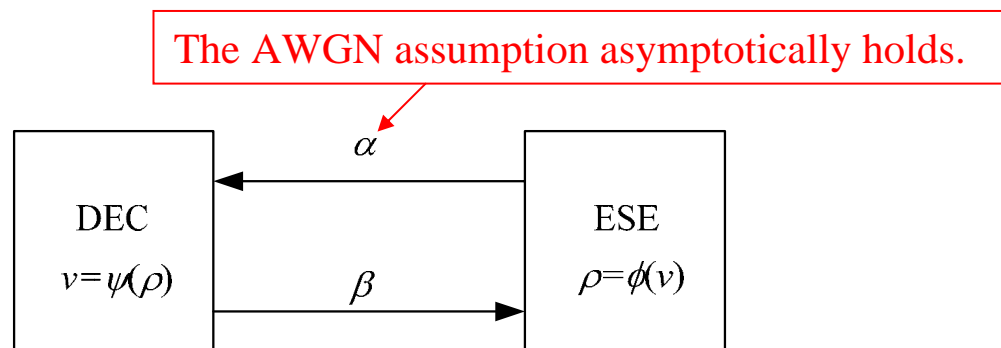 The AWGN assumption asymptotically holds.
α
DEC
v=ψ(ρ)
β
ESE
ρ=ϕ(v)